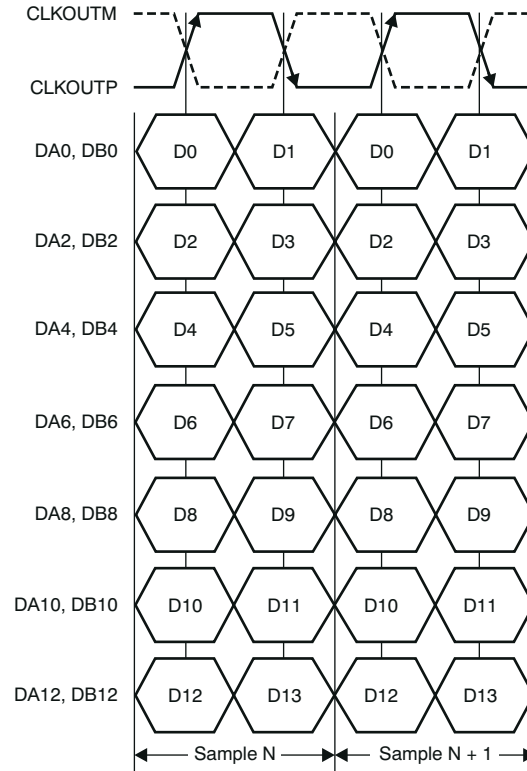 CLKOUTM
CLKOUTP
DA0, DB0 D0 D1 D0 D1
DA2, DB2 D2 D3 D2 D3
DA4, DB4 D4 D5 D4 D5
DA6, DB6 D6 D7 D6 D7
DA8, DB8 D8 D9 D8 D9
DA10, DB10 D10 D11 D10 D11
DA12, DB12 D12 D13 D12 D13
Sample N Sample N + 1